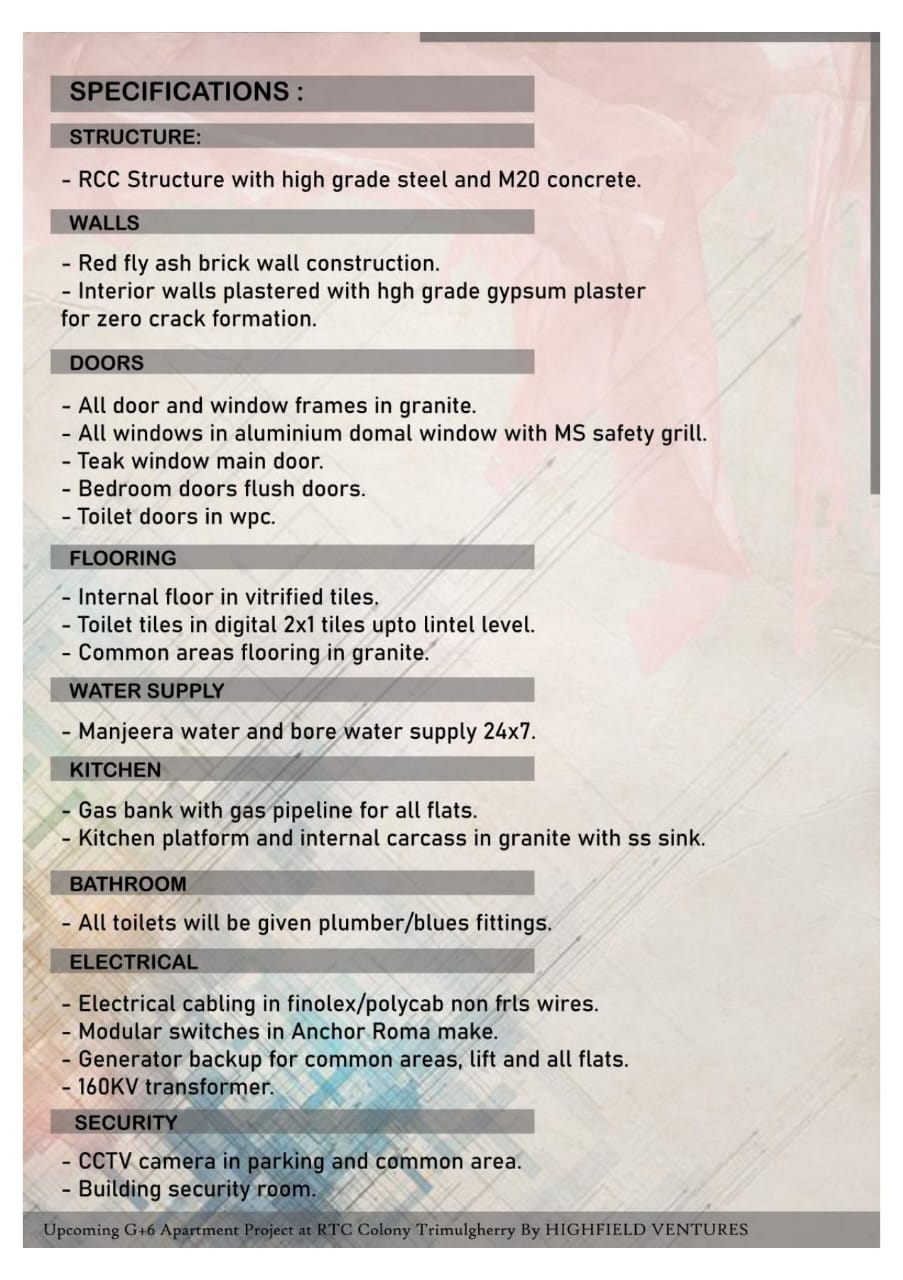 SPECIFICATIONS :
STRUCTURE:
- RCC Structure with high grade steel and M20 concrete.
WALLS
- Red fly ash brick wall construction.
- Interior walls plastered with hgh grade gypsum plaster
for zero crack formation.
DOORS
- All door and window frames in granite.
- All windows in aluminium domal window with MS safety grill.
- Teak window main door.
- Bedroom doors flush doors.
- Toilet doors in wpc.
FLOORING
- Internal floor in vitrified tiles.
- Toilet tiles in digital 2x1 tiles upto lintel level.
- Common areas flooring in granite.
WATER SUPPLY
- Manjeera water and bore water supply 24x7.
KITCHEN
- Gas bank with gas pipeline for all flats.
- Kitchen platform and internal carcass in granite with ss sink.
BATHROOM
- All toilets will be given plumber/blues fittings.
ELECTRICAL
- Electrical cabling in finolex/polycab non frls wires.
- Modular switches in Anchor Roma make.
- Generator backup for common areas, lift and all flats.
- 160KV transformer.
SECURITY
- CCTV camera in parking and common area.
- Building security room.
Upcoming G+6 Apartment Project at RTC Colony Trimulgherry By HIGHFIELD VENTURES